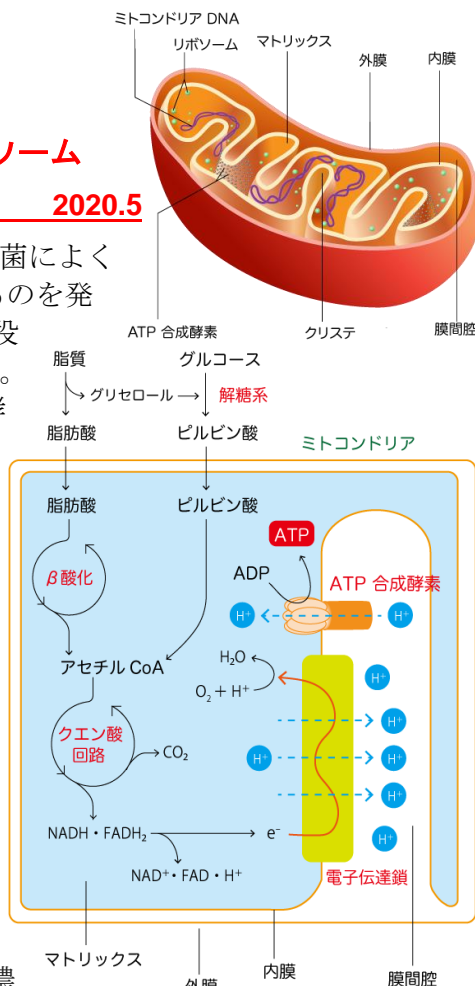 ミトコンドリア DNA
リボソーム
マトリックス
外膜
内膜
ソーム
2020.5
菌によく
ものを発
役
。
ATP 合成酵素
クリステ
膜間腔
脂質
グルコース
グリセロール
解糖系
脂肪酸
ピルビン酸
ミトコンドリア
脂肪酸
ピルビン酸
ATP
ADP
ATP 合成酵素
β酸化
H⁺
H⁺
H₂O
アセチル CoA
H⁺
O₂ + H⁺
H⁺
クエン酸
回路
CO₂
H⁺
H⁺
H⁺
NADH・FADH₂
e⁻
H⁺
NAD⁺・FAD・H⁺
電子伝達鎖
マトリックス
内膜
外膜
膜間腔